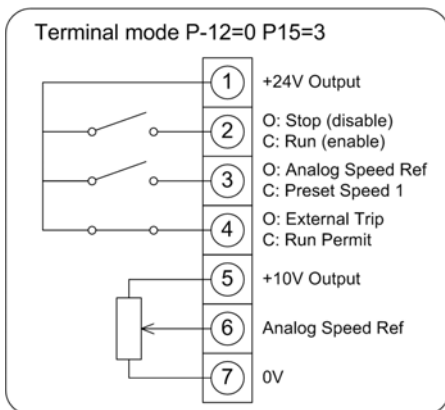 Terminal mode P-12=0 P15=3
1 +24V Output
2 O: Stop (disable)
C: Run (enable)
3 O: Analog Speed Ref
C: Preset Speed 1
4 O: External Trip
C: Run Permit
5 +10V Output
6 Analog Speed Ref
7 0V